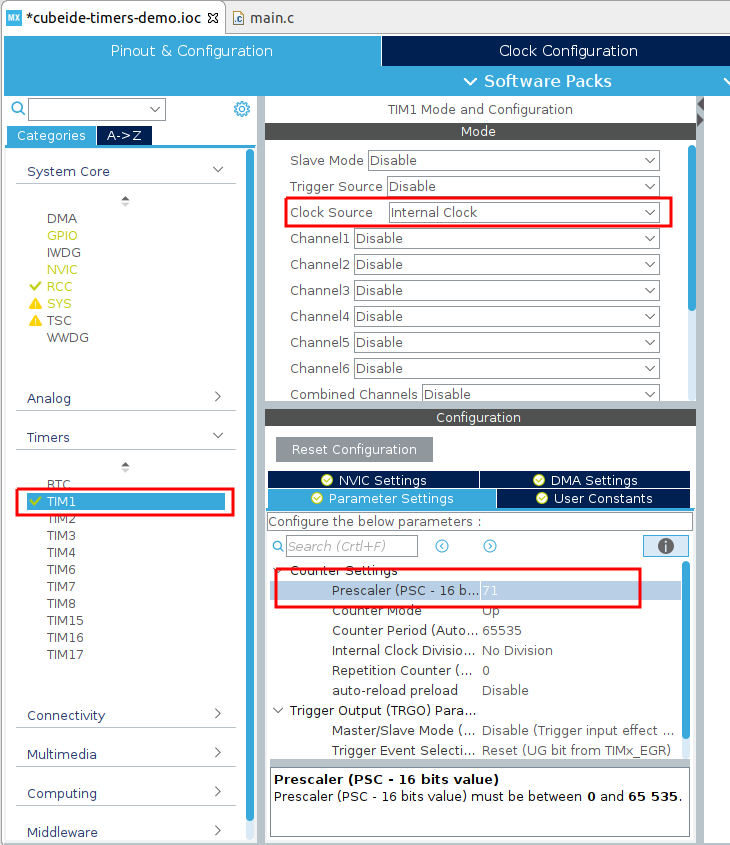 MX *cubeide-timers-demo.ioc
main.c
Pinout & Configuration
Clock Configuration
Software Packs
Categories
A->Z
System Core
DMA
GPIO
IWDG
NVIC
RCC
SYS
TSC
WWDG
Analog
Timers
RTC
TIM1
TIM2
TIM3
TIM4
TIM6
TIM7
TIM8
TIM15
TIM16
TIM17
Connectivity
Multimedia
Computing
Middleware
TIM1 Mode and Configuration
Mode
Slave Mode Disable
Trigger Source Disable
Clock Source Internal Clock
Channel1 Disable
Channel2 Disable
Channel3 Disable
Channel4 Disable
Channel5 Disable
Channel6 Disable
Combined Channels Disable
Configuration
Reset Configuration
NVIC Settings
DMA Settings
Parameter Settings
User Constants
Configure the below parameters :
Search (Crtl+F)
Counter Settings
Prescaler (PSC - 16 b... 71
Counter Mode Up
Counter Period (Auto... 65535
Internal Clock Divisio... No Division
Repetition Counter (... 0
auto-reload preload Disable
Trigger Output (TRGO) Para...
Master/Slave Mode (... Disable (Trigger input effect ...
Trigger Event Selecti... Reset (UG bit from TIMx_EGR)
Prescaler (PSC - 16 bits value)
Prescaler (PSC - 16 bits value) must be between 0 and 65 535.